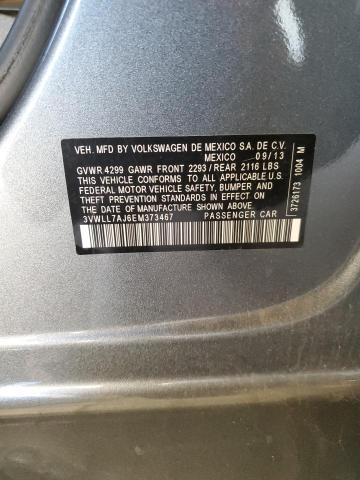 VEH. MFD BY VOLKSWAGEN DE MEXICO S.A. DE C.V.
MEXICO 09/13
GVWR 4299 GAWR FRONT 2293/REAR 2116 LBS
THIS VEHICLE CONFORMS TO ALL APPLICABLE
FEDERAL MOTOR VEHICLE SAFETY, BUMPER AND
THEFT PREVENTION STANDARDS IN EFFECT ON
THE DATE OF MANUFACTURE SHOWN ABOVE.
3VWLL7AJ6EM373467 PASSENGER CAR
3726173 1004 M